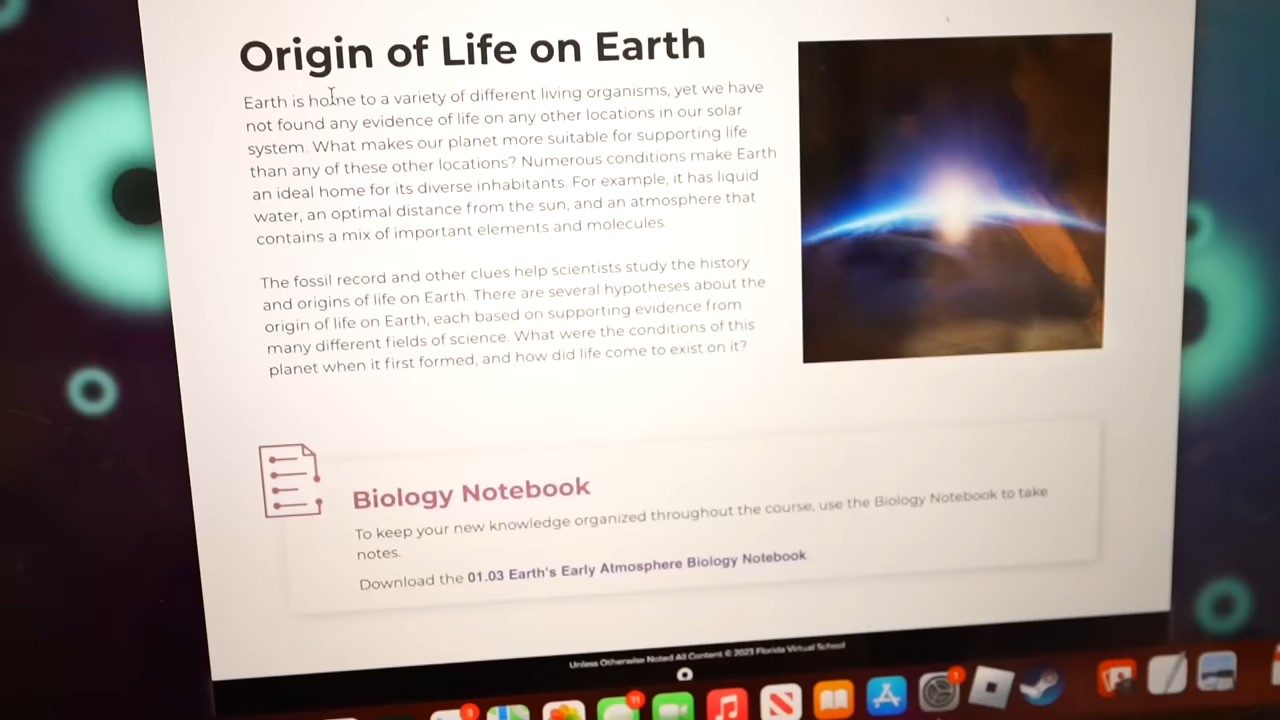 Origin of Life on Earth
Earth is home to a variety of different living organisms, yet we have
not found any evidence of life on any other locations in our solar
system. What makes our planet more suitable for supporting life
than any of these other locations? Numerous conditions make Earth
an ideal home for its diverse inhabitants. For example, it has liquid
water, an optimal distance from the sun, and an atmosphere that
contains a mix of important elements and molecules.
The fossil record and other clues help scientists study the history
and origins of life on Earth. There are several hypotheses about the
origin of life on Earth, each based on supporting evidence from
many different fields of science. What were the conditions of this
planet when it first formed, and how did life come to exist on it?
Biology Notebook
To keep your new knowledge organized throughout the course, use the Biology Notebook to take
notes.
Download the 01.03 Earth's Early Atmosphere Biology Notebook.
Unless Otherwise Noted All Content © 2023 Florida Virtual School
3
11
1